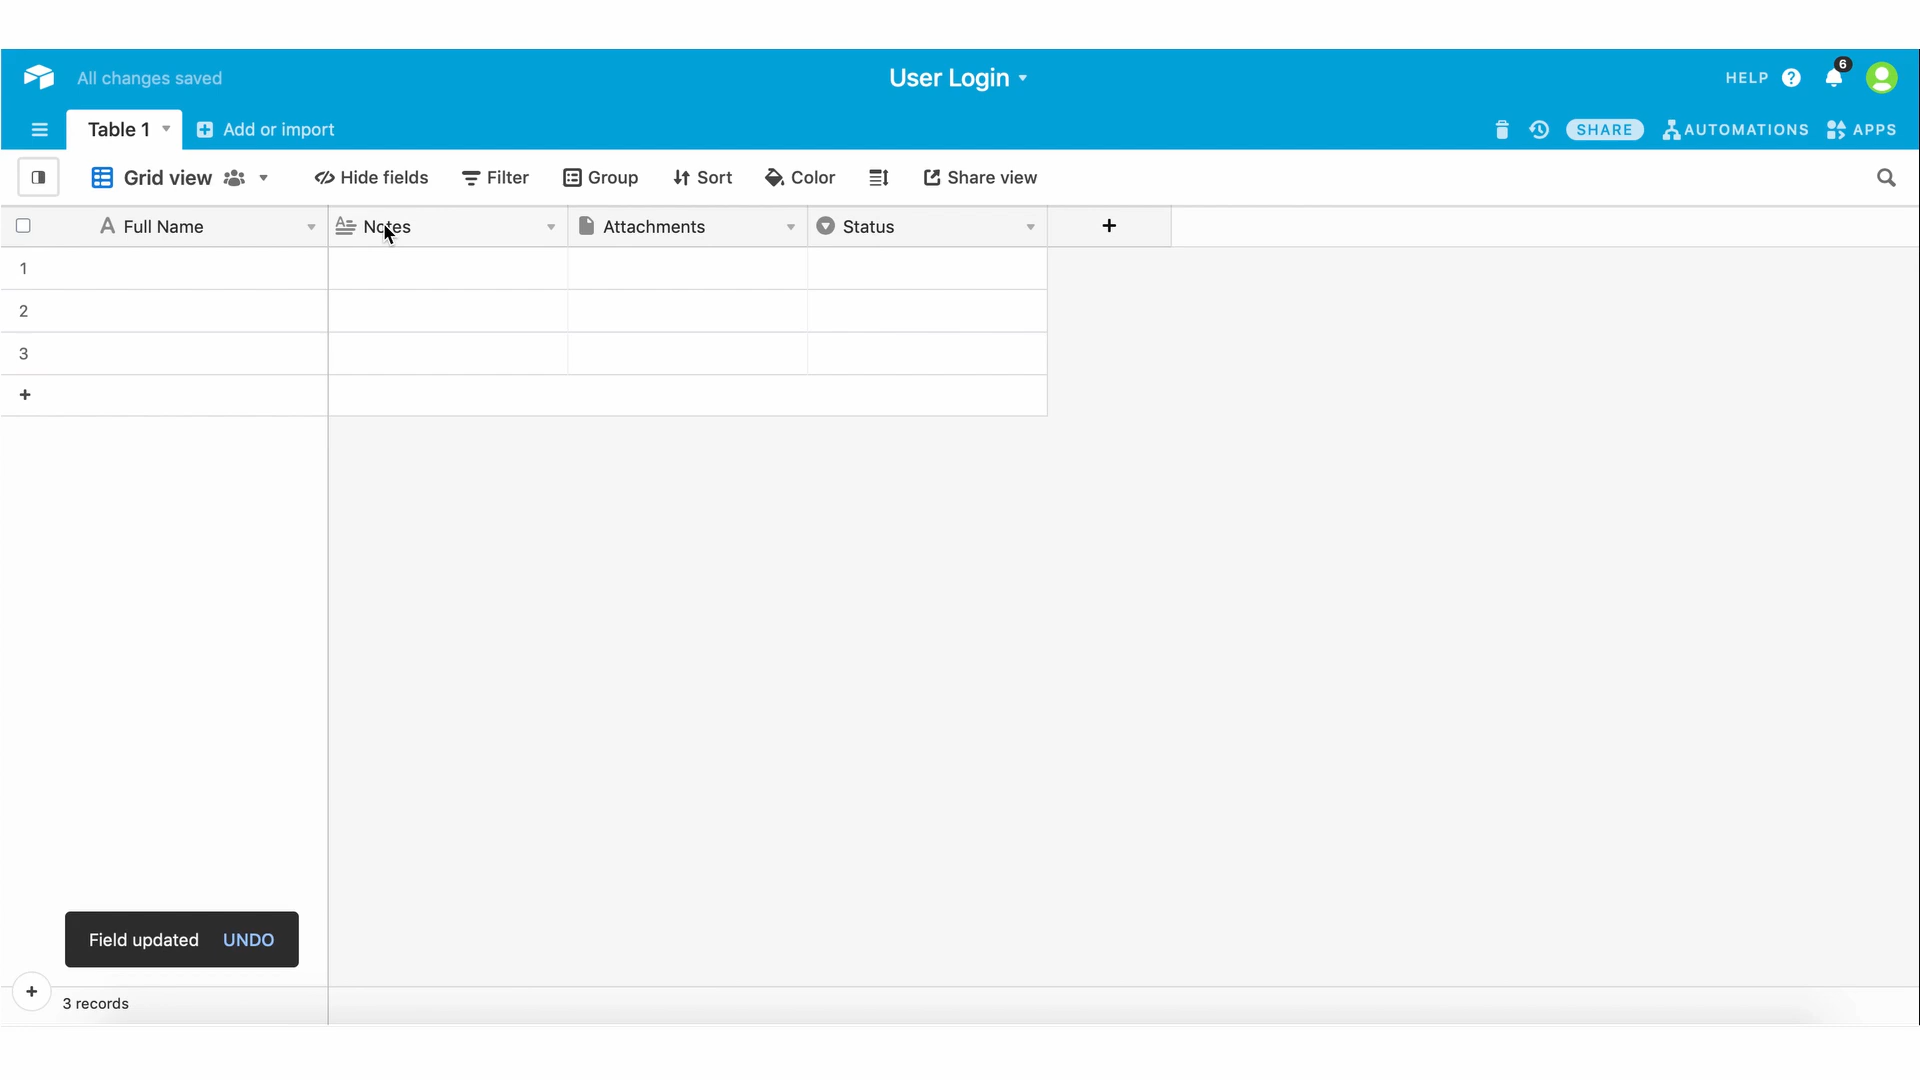 All changes saved
User Login
HELP ?
6
Table 1
Add or import
SHARE
AUTOMATIONS
APPS
Grid view
Hide fields
Filter
Group
Sort
Color
Share view
A Full Name
Notes
Attachments
Status
1
2
3
Field updated UNDO
3 records